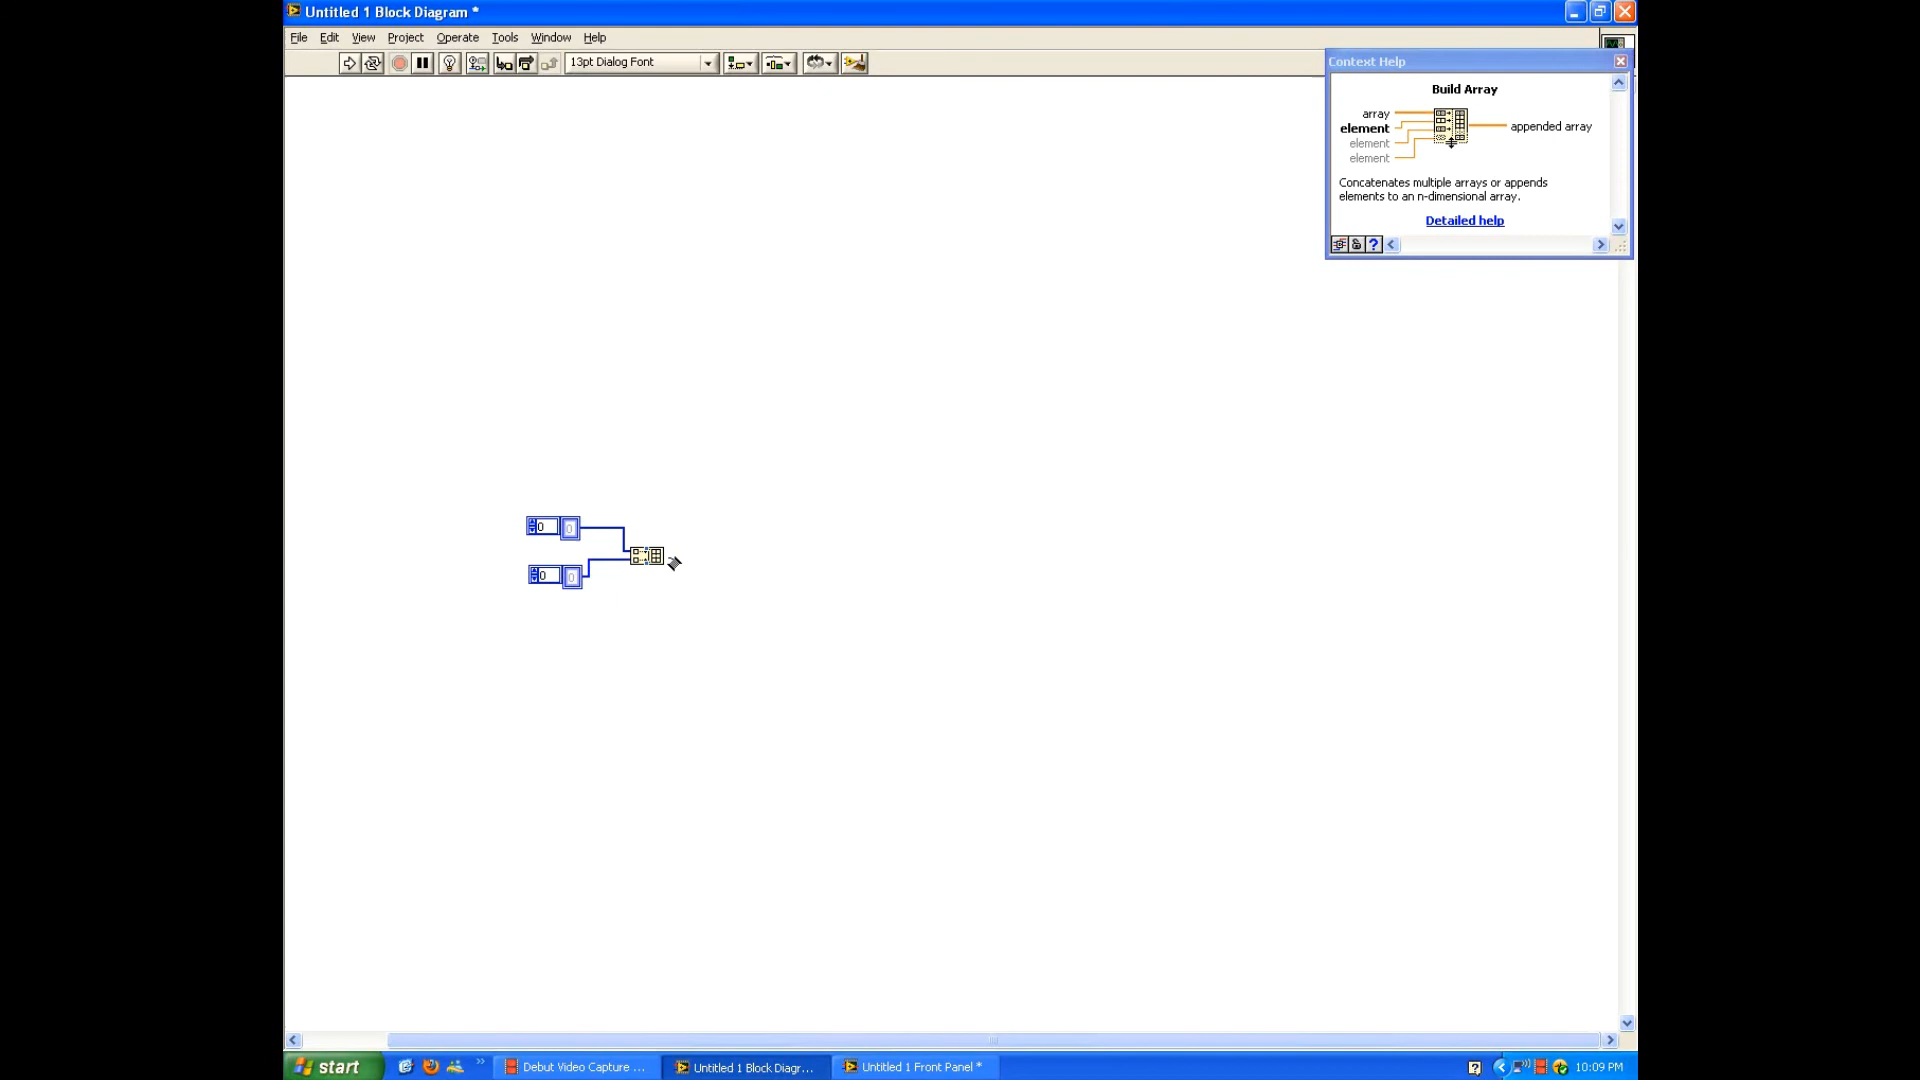 Untitled 1 Block Diagram *
File Edit View Project Operate Tools Window Help
13pt Dialog Font
Context Help
Build Array
array
element
element
element
appended array
Concatenates multiple arrays or appends
elements to an n-dimensional array.
Detailed help
?
0 0
0 0
start
Debut Video Capture ...
Untitled 1 Block Diagr...
Untitled 1 Front Panel *
?
10:09 PM